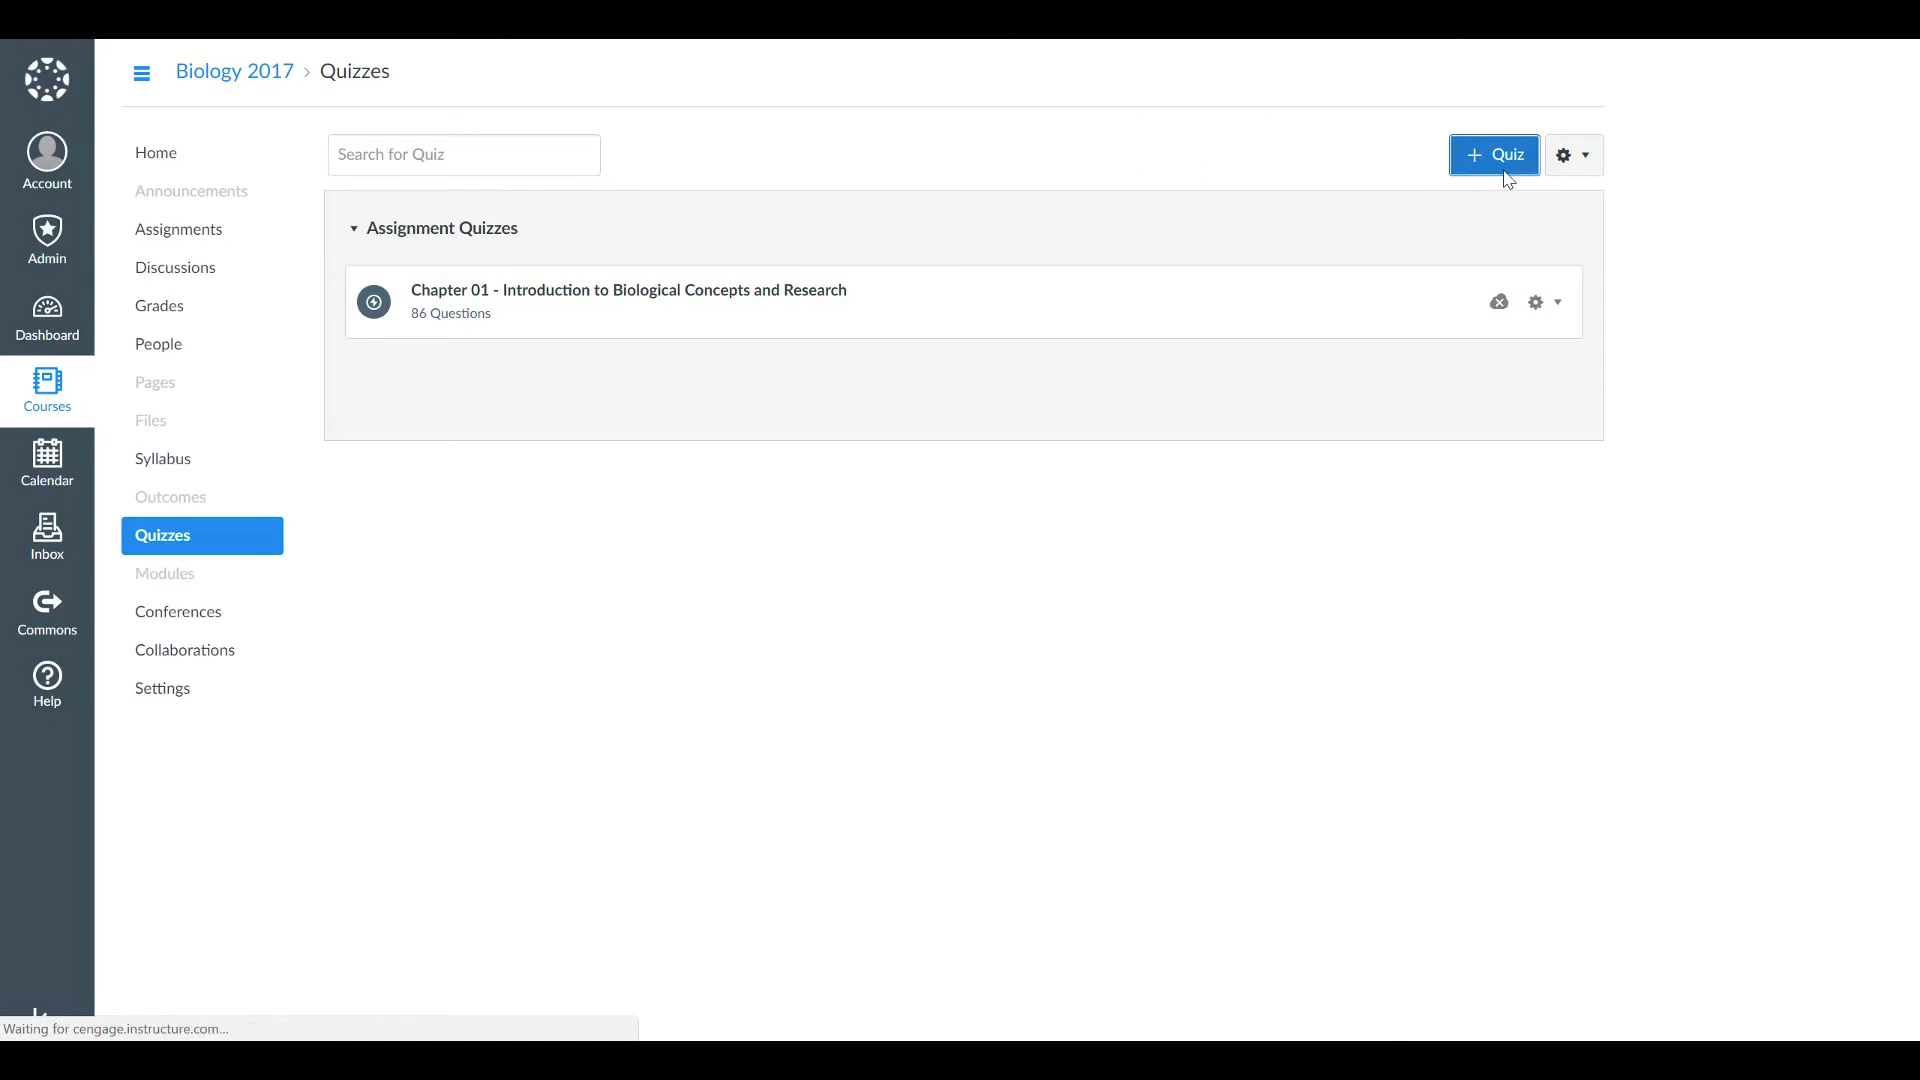 Biology 2017 > Quizzes
Account
Admin
Dashboard
Courses
Calendar
Inbox
Commons
Help
Home
Announcements
Assignments
Discussions
Grades
People
Pages
Files
Syllabus
Outcomes
Quizzes
Modules
Conferences
Collaborations
Settings
Search for Quiz
+ Quiz
Assignment Quizzes
Chapter 01 - Introduction to Biological Concepts and Research
86 Questions
Waiting for cengage.instructure.com...